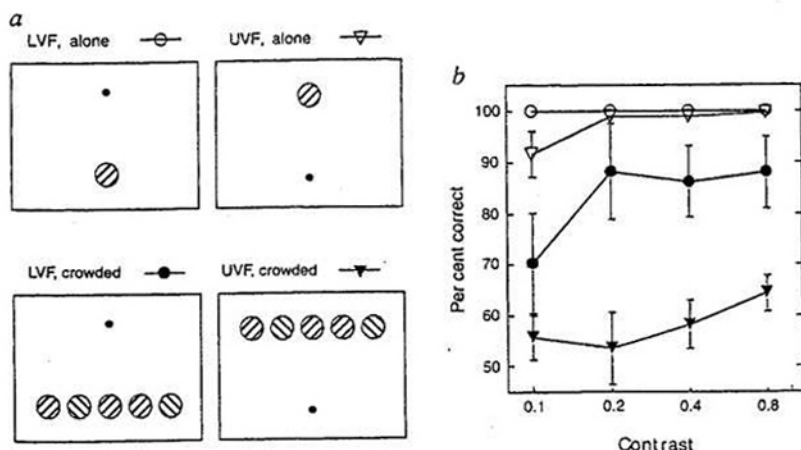 a
LVF, alone
UVF, alone
LVF, crowded
UVF, crowded
b
Per cent correct
100
90
80
70
60
50
0.1 0.2 0.4 0.8
Contrast